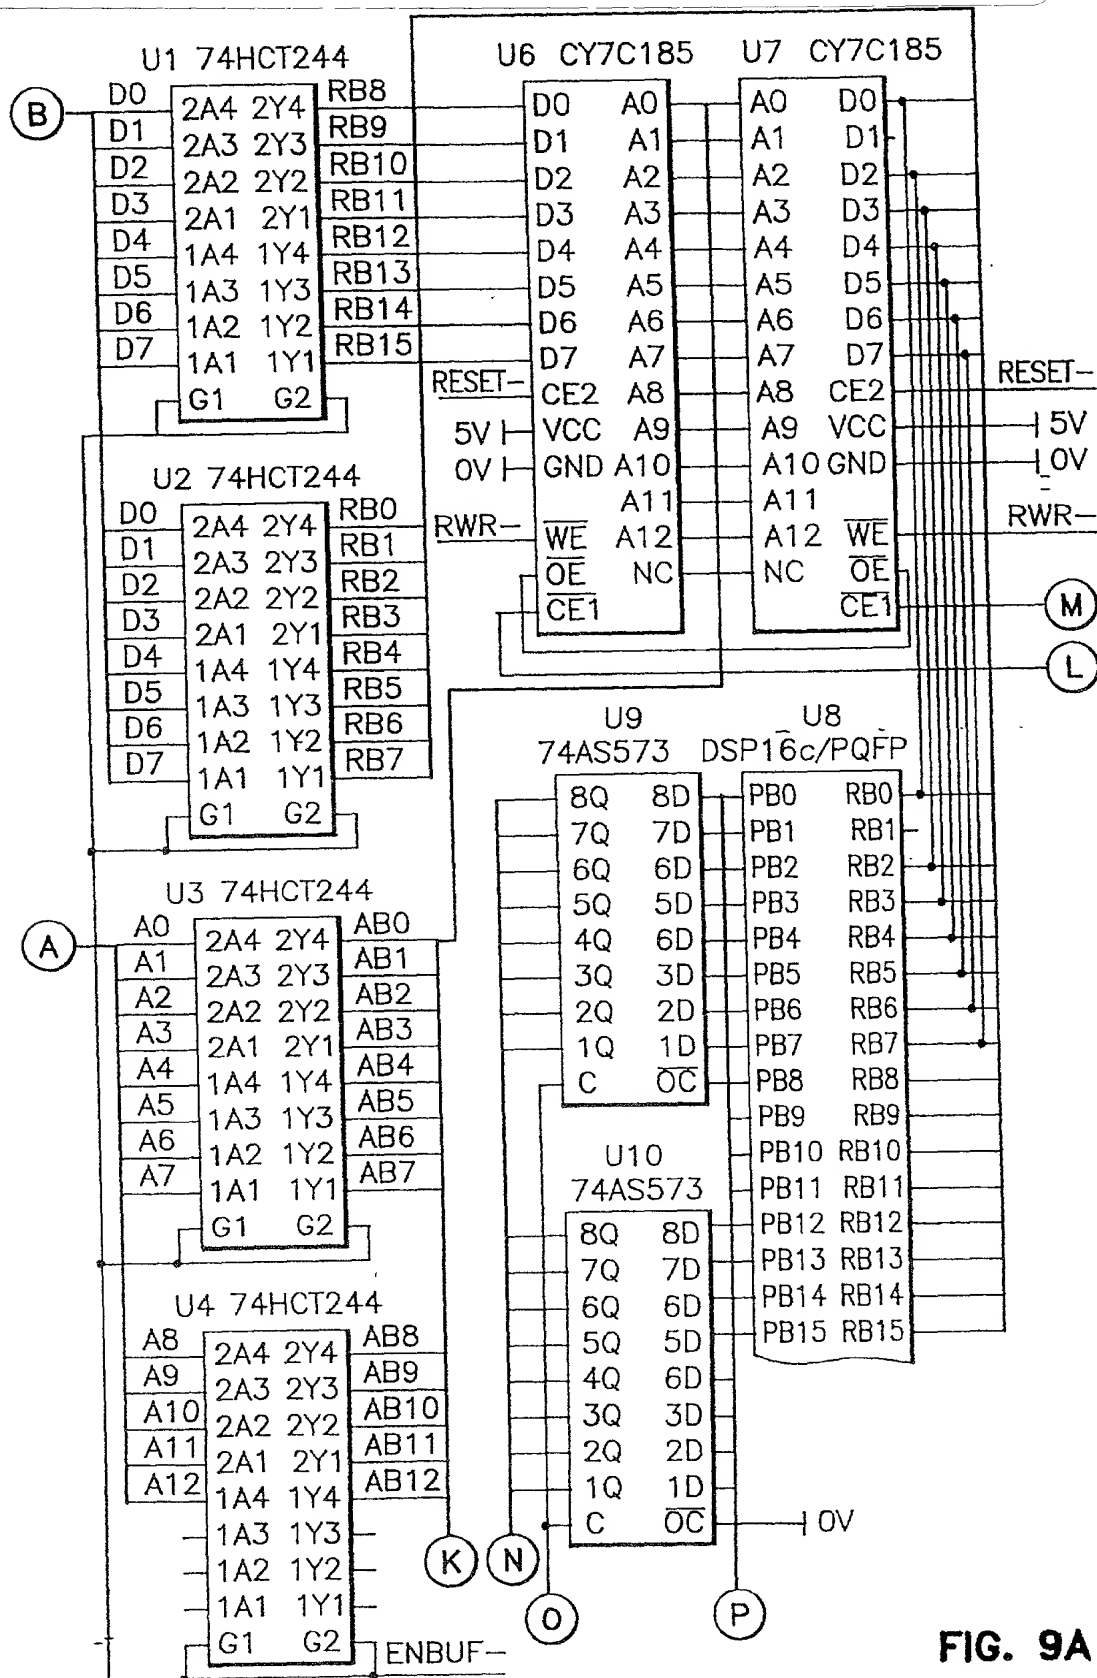 U1 74HCT244
B
D0 2A4 2Y4 RB8
D1 2A3 2Y3 RB9
D2 2A2 2Y2 RB10
D3 2A1 2Y1 RB11
D4 1A4 1Y4 RB12
D5 1A3 1Y3 RB13
D6 1A2 1Y2 RB14
D7 1A1 1Y1 RB15
G1 G2
U2 74HCT244
D0 2A4 2Y4 RB0
D1 2A3 2Y3 RB1
D2 2A2 2Y2 RB2
D3 2A1 2Y1 RB3
D4 1A4 1Y4 RB4
D5 1A3 1Y3 RB5
D6 1A2 1Y2 RB6
D7 1A1 1Y1 RB7
G1 G2
U3 74HCT244
A
A0 2A4 2Y4 AB0
A1 2A3 2Y3 AB1
A2 2A2 2Y2 AB2
A3 2A1 2Y1 AB3
A4 1A4 1Y4 AB4
A5 1A3 1Y3 AB5
A6 1A2 1Y2 AB6
A7 1A1 1Y1 AB7
G1 G2
U4 74HCT244
A8 2A4 2Y4 AB8
A9 2A3 2Y3 AB9
A10 2A2 2Y2 AB10
A11 2A1 2Y1 AB11
A12 1A4 1Y4 AB12
1A3 1Y3
1A2 1Y2
1A1 1Y1
G1 G2 ENBUF-
K
U6 CY7C185 U7 CY7C185
D0 A0 A0 D0
D1 A1 A1 D1
D2 A2 A2 D2
D3 A3 A3 D3
D4 A4 A4 D4
D5 A5 A5 D5
D6 A6 A6 D6
D7 A7 A7 D7
RESET- CE2 A8 A8 CE2 RESET-
5V VCC A9 A9 VCC 5V
0V GND A10 A10 GND 0V
A11 A11
RWR- WE A12 A12 WE RWR-
OE NC NC OE
CE1 CE1 M
L
U9 U8
74AS573 DSP16c/PQFP
8Q 8D PB0 RB0
7Q 7D PB1 RB1
6Q 6D PB2 RB2
5Q 5D PB3 RB3
4Q 6D PB4 RB4
3Q 3D PB5 RB5
2Q 2D PB6 RB6
1Q 1D PB7 RB7
C OC PB8 RB8
PB9 RB9
U10 PB10 RB10
74AS573 PB11 RB11
8Q 8D PB12 RB12
7Q 7D PB13 RB13
6Q 6D PB14 RB14
5Q 5D PB15 RB15
4Q 6D
3Q 3D
2Q 2D
1Q 1D
C OC 0V
N
O P
FIG. 9A